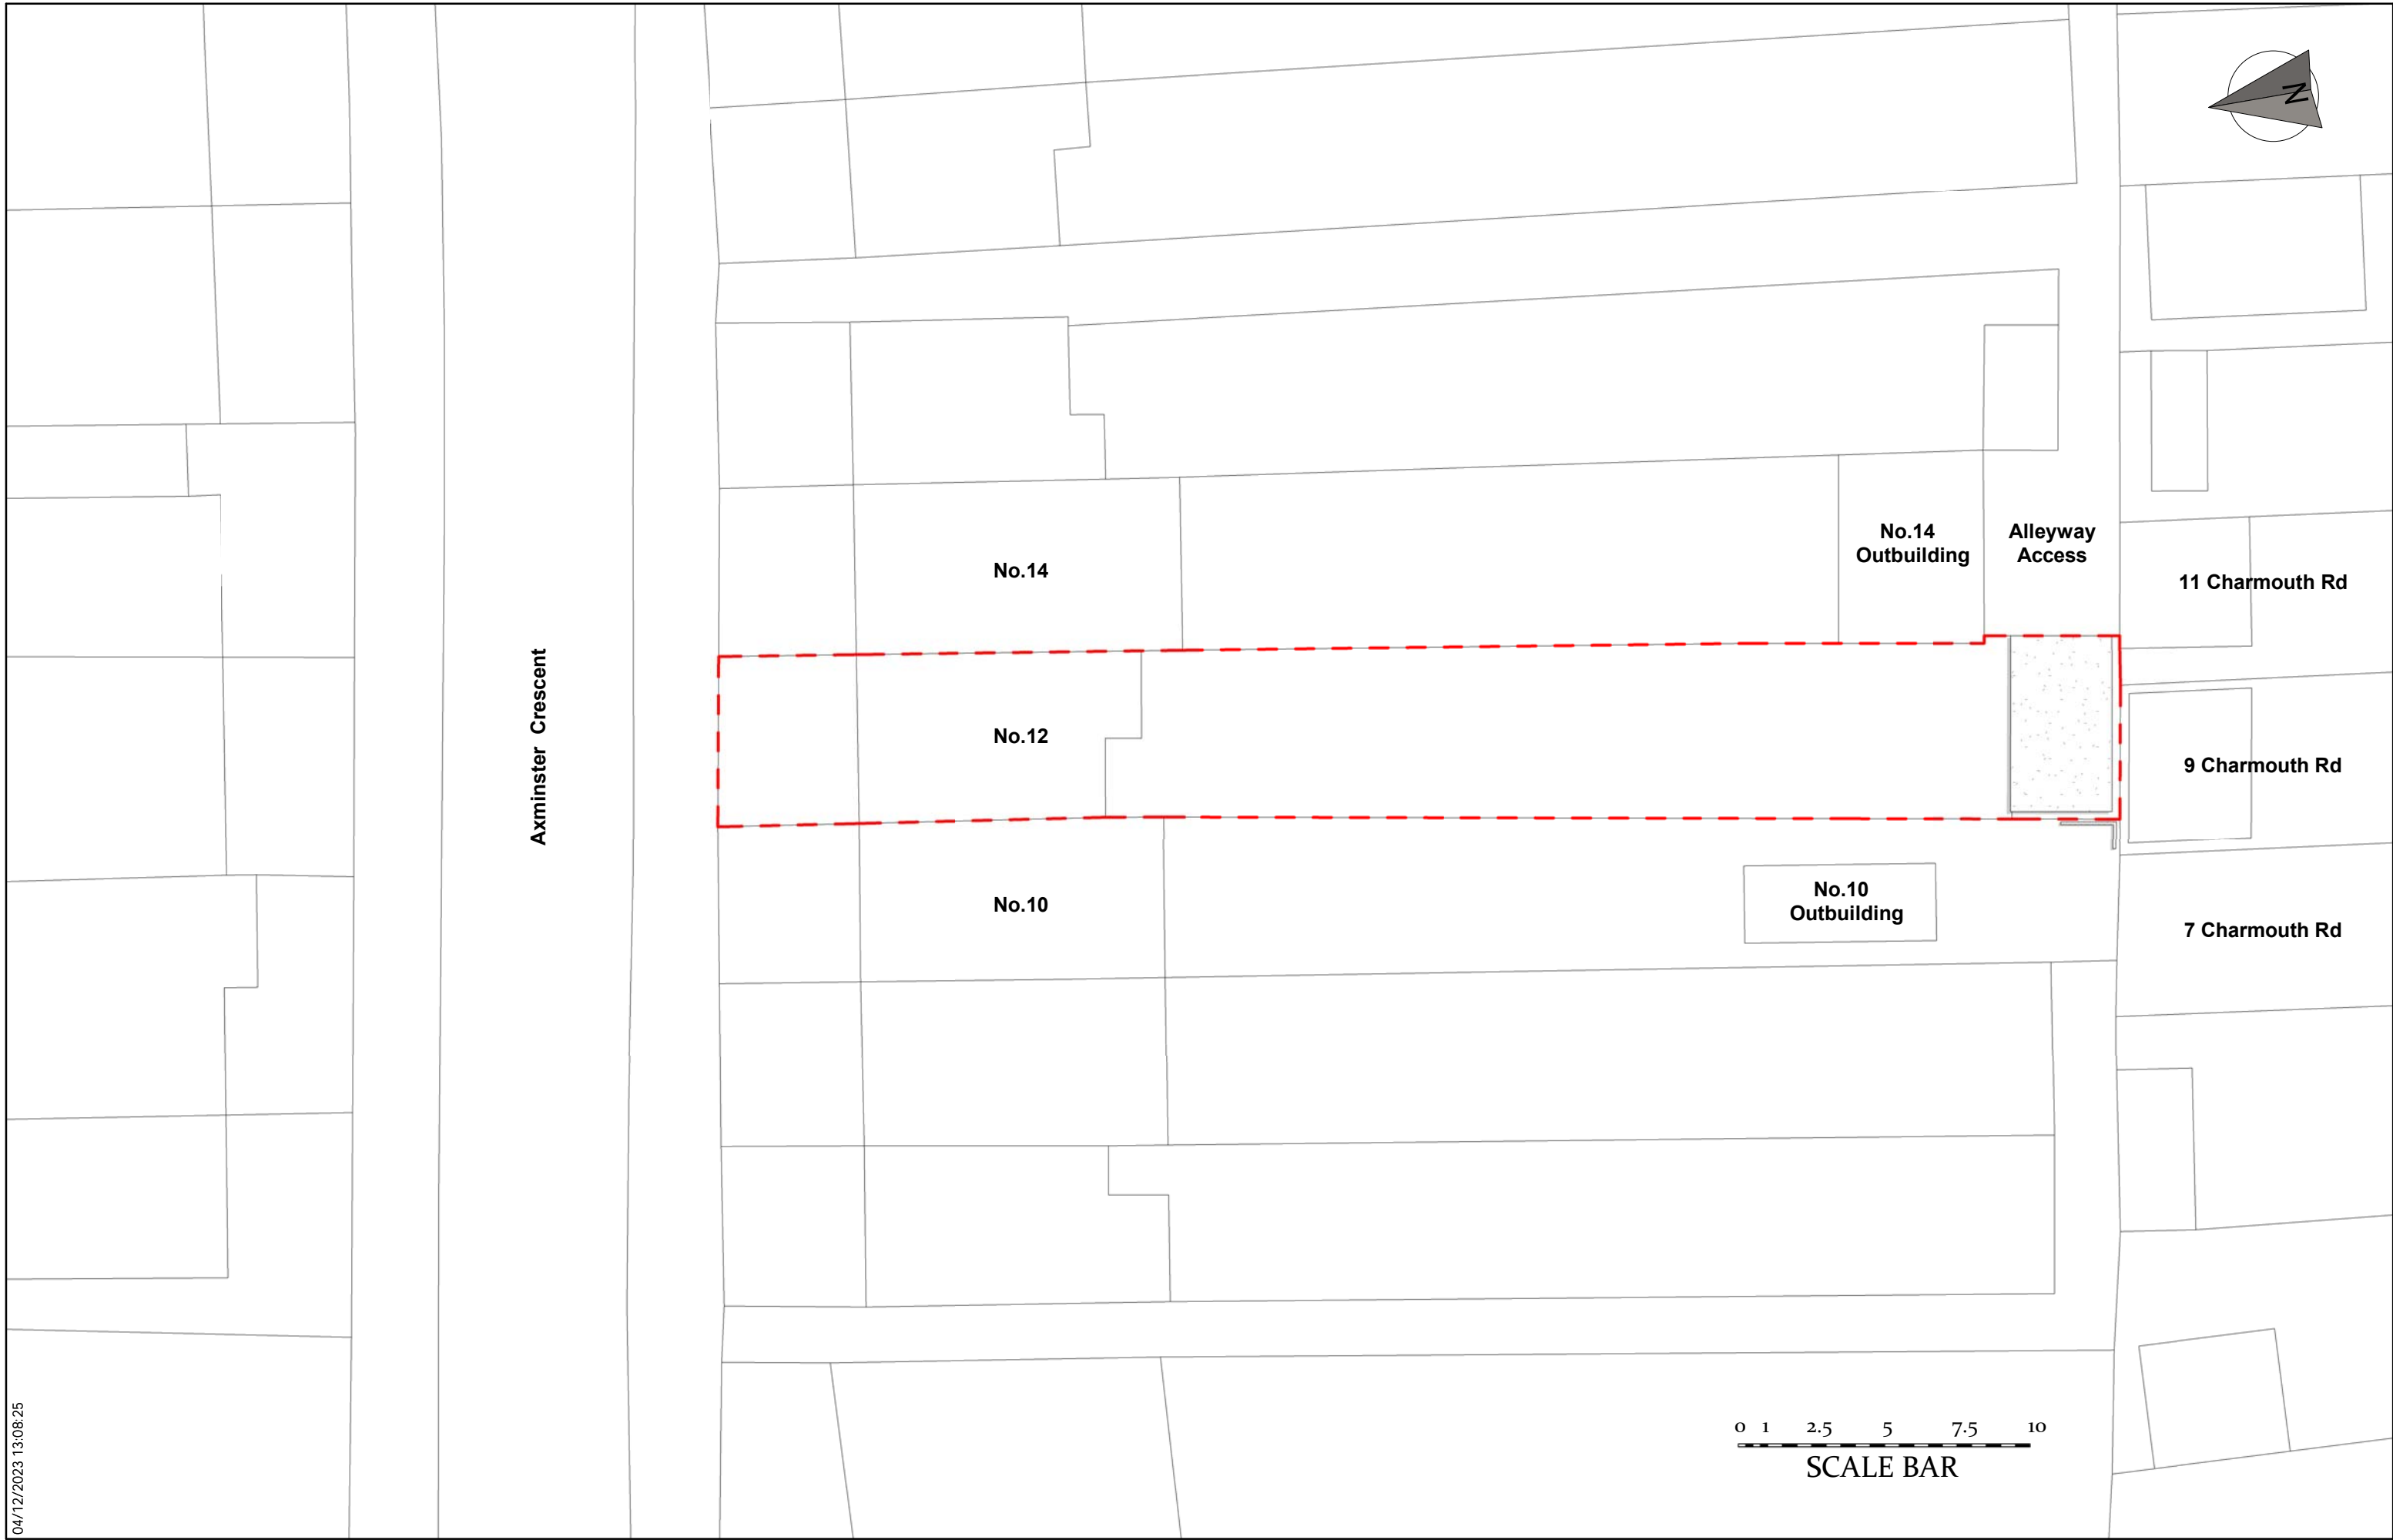 N
No.14
Outbuilding
Alleyway
Access
No.14
11 Charmouth Rd
Axminster Crescent
No.12
9 Charmouth Rd
No.10
No.10
Outbuilding
7 Charmouth Rd
0 1 2.5 5 7.5 10
SCALE BAR
04/12/2023 13:08:25